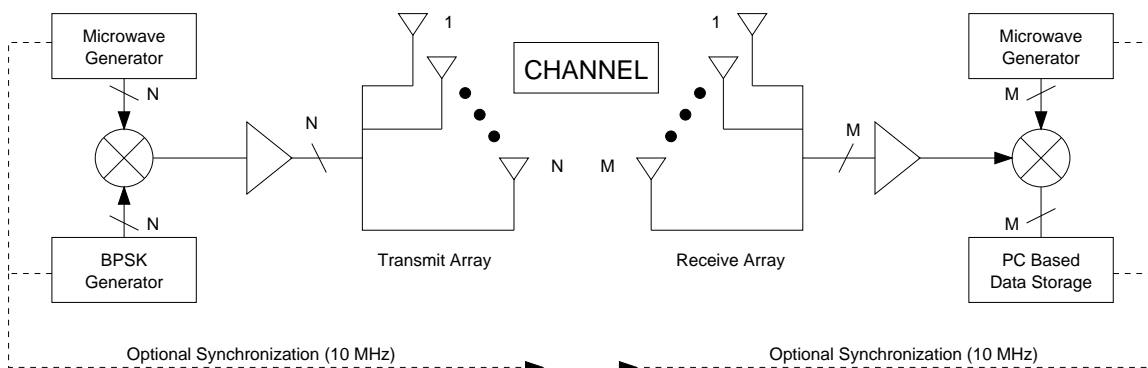 Microwave
Generator
N
N
BPSK
Generator
N
1
N
Transmit Array
CHANNEL
1
M
Receive Array
M
Microwave
Generator
M
M
PC Based
Data Storage
Optional Synchronization (10 MHz)
Optional Synchronization (10 MHz)